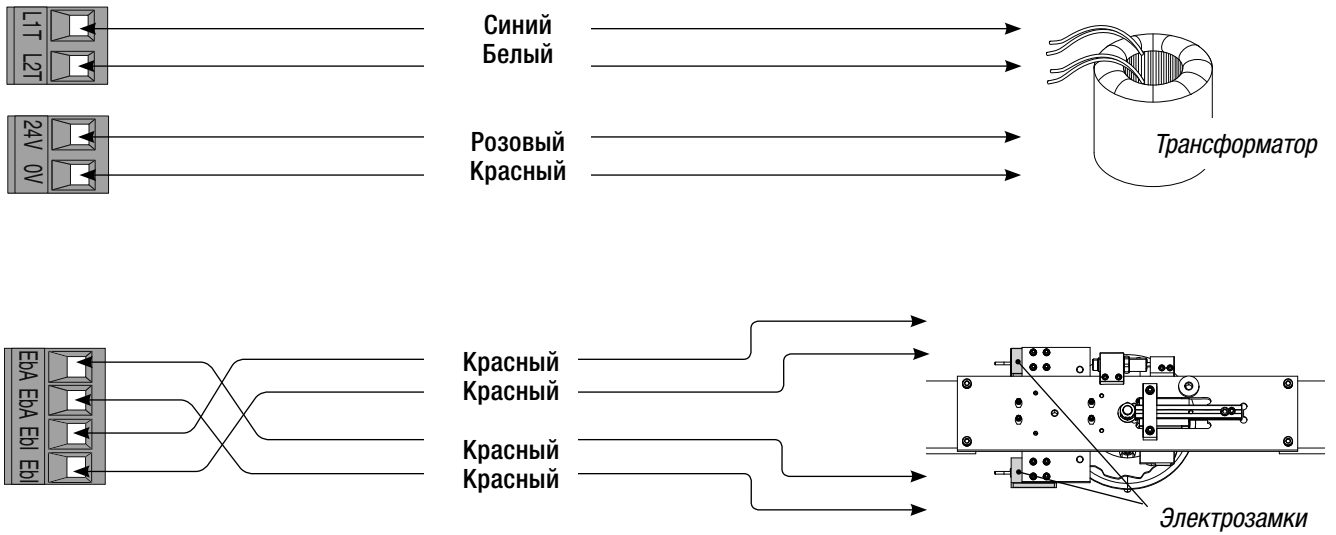 L1T
L2T
Синий
Белый
24V
0V
Розовый
Красный
Трансформатор
EbA
EbA
EbI
EbI
Красный
Красный
Красный
Красный
Электрозамки